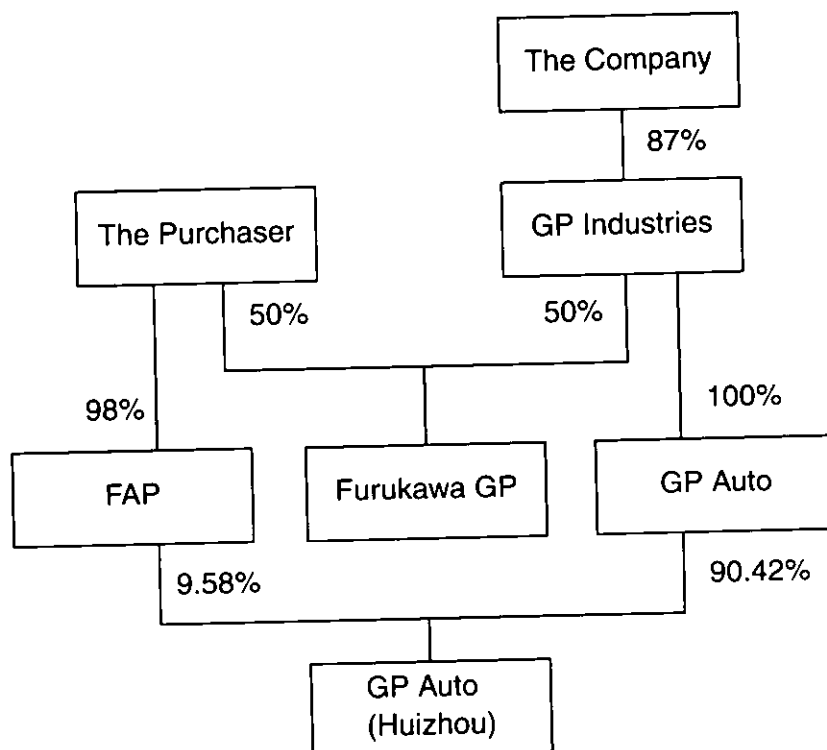 The Company
87%
The Purchaser
GP Industries
50%
50%
98%
100%
FAP
Furukawa GP
GP Auto
9.58%
90.42%
GP Auto
(Huizhou)